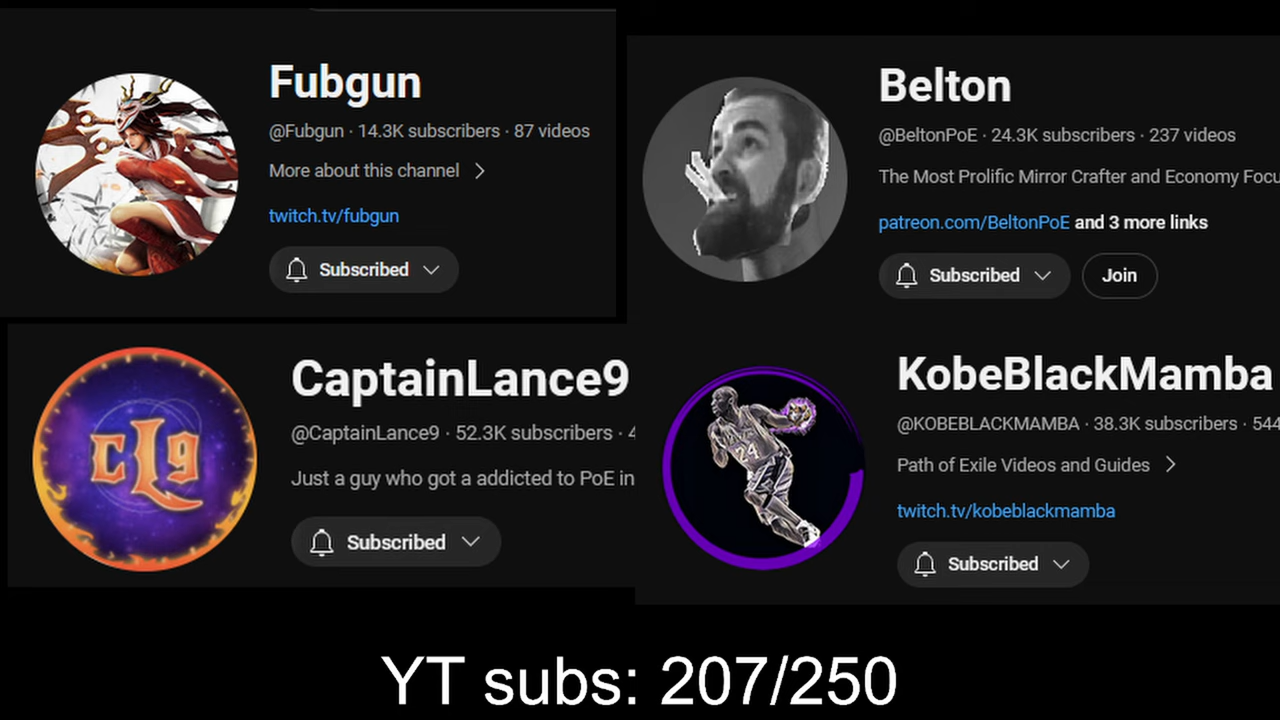 Fubgun
@Fubgun · 14.3K subscribers · 87 videos
More about this channel
twitch.tv/fubgun
Subscribed
Belton
@BeltonPoE · 24.3K subscribers · 237 videos
The Most Prolific Mirror Crafter and Economy Focu
patreon.com/BeltonPoE and 3 more links
Subscribed
Join
CL9
CaptainLance9
@CaptainLance9 · 52.3K subscribers · 4
Just a guy who got a addicted to PoE in
Subscribed
24
KobeBlackMamba
@KOBEBLACKMAMBA · 38.3K subscribers · 544
Path of Exile Videos and Guides
twitch.tv/kobeblackmamba
Subscribed
YT subs: 207/250